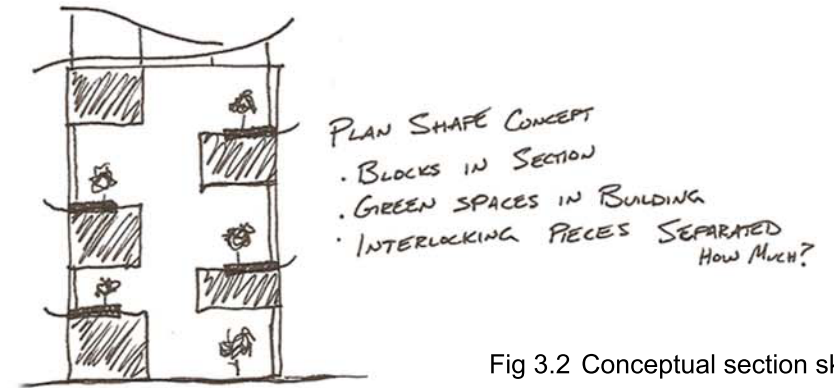 PLAN SHAPE CONCEPT
· BLOCKS IN SECTION
· GREEN SPACES IN BUILDING
· INTERLOCKING PIECES SEPARATED
HOW MUCH?
Fig 3.2 Conceptual section